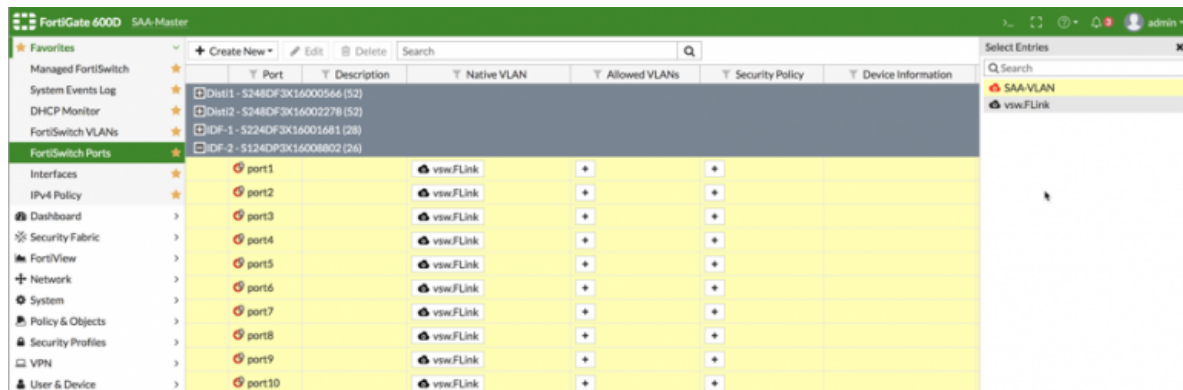 FortiGate 600D SAA-Master
>_ 3 admin
Favorites
Managed FortiSwitch
System Events Log
DHCP Monitor
FortiSwitch VLANs
FortiSwitch Ports
Interfaces
IPv4 Policy
Dashboard
Security Fabric
FortiView
Network
System
Policy & Objects
Security Profiles
VPN
User & Device
+ Create New Edit Delete Search
Port Description Native VLAN Allowed VLANs Security Policy Device Information
Disti1 - S248DF3X16000566 (52)
Disti2 - S248DF3X16002278 (52)
IDF-1 - S224DF3X16001681 (28)
IDF-2 - S124DP3X16008802 (26)
port1 vsw.FLink + +
port2 vsw.FLink + +
port3 vsw.FLink + +
port4 vsw.FLink + +
port5 vsw.FLink + +
port6 vsw.FLink + +
port7 vsw.FLink + +
port8 vsw.FLink + +
port9 vsw.FLink + +
port10 vsw.FLink + +
Select Entries
Search
SAA-VLAN
vsw.FLink